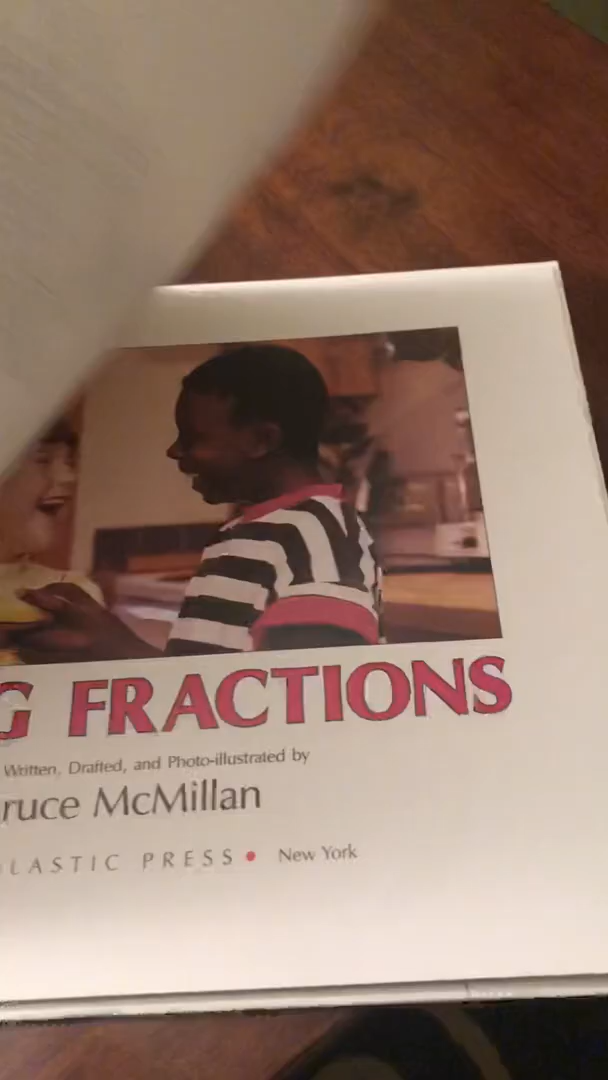 G FRACTIONS
Written, Drafted, and Photo-illustrated by
ruce McMillan
LASTIC PRESS • New York